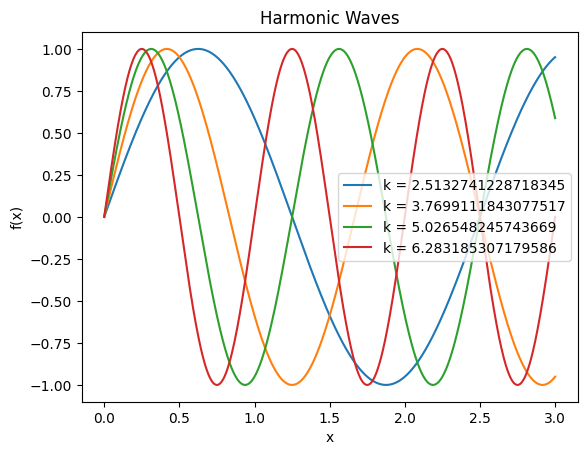 Harmonic Waves
1.00
0.75
0.50
0.25
0.00
−0.25
−0.50
−0.75
−1.00
f(x)
k = 2.5132741228718345
k = 3.7699111843077517
k = 5.026548245743669
k = 6.283185307179586
0.0 0.5 1.0 1.5 2.0 2.5 3.0
x